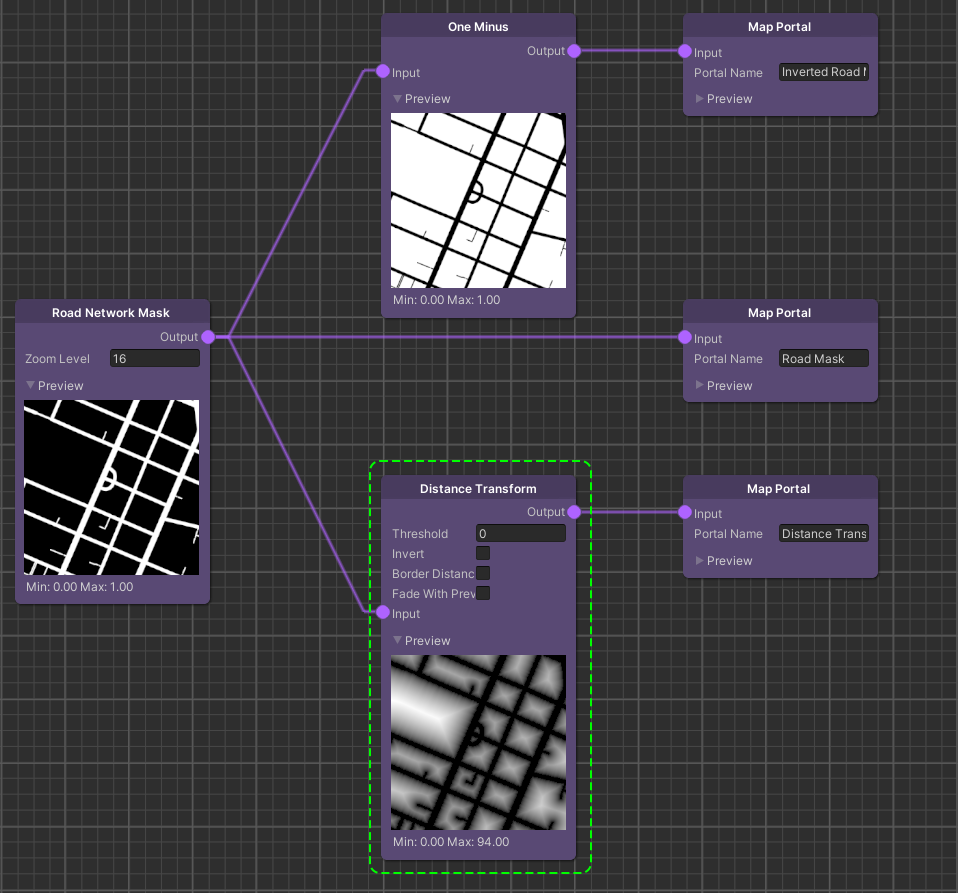 One Minus
Output
Input
Preview
Min: 0.00 Max: 1.00
Map Portal
Input
Portal Name Inverted Road
Preview
Road Network Mask
Output
Zoom Level 16
Preview
Min: 0.00 Max: 1.00
Map Portal
Input
Portal Name Road Mask
Preview
Distance Transform
Output
Threshold 0
Invert
Border Distanc
Fade With Prev
Input
Preview
Min: 0.00 Max: 94.00
Map Portal
Input
Portal Name Distance Trans
Preview